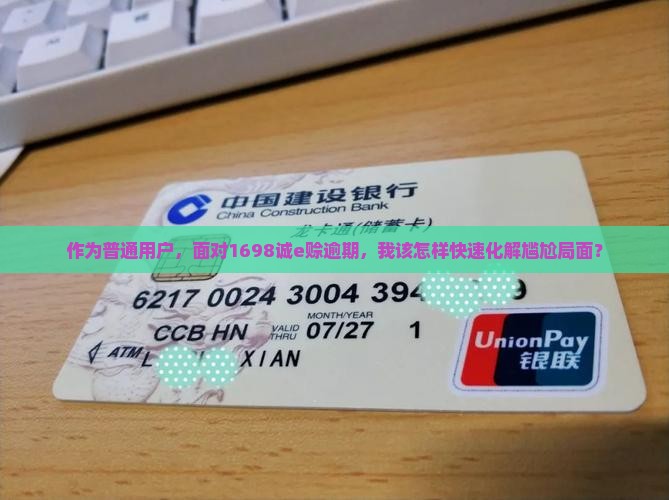 中国建设银行
China Construction Bank
龙卡通(储蓄卡)
作为普通用户，面对1698诚e赊逾期，我该怎样快速化解尴尬局面？
6217 0024 3004 394 9
MONTH/YEAR
CCB HN VALID THRU 07/27 1
ATM L XIAN
UnionPay
银联